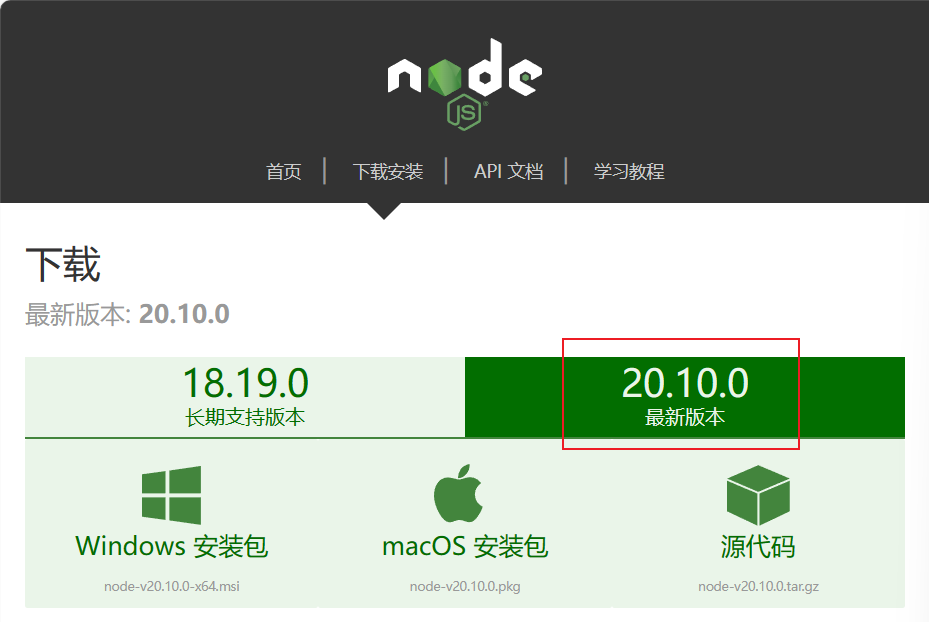 node
JS
首页 | 下载安装 | API 文档 | 学习教程
下载
最新版本: 20.10.0
18.19.0
长期支持版本
20.10.0
最新版本
Windows 安装包
macOS 安装包
源代码
node-v20.10.0-x64.msi
node-v20.10.0.pkg
node-v20.10.0.tar.gz